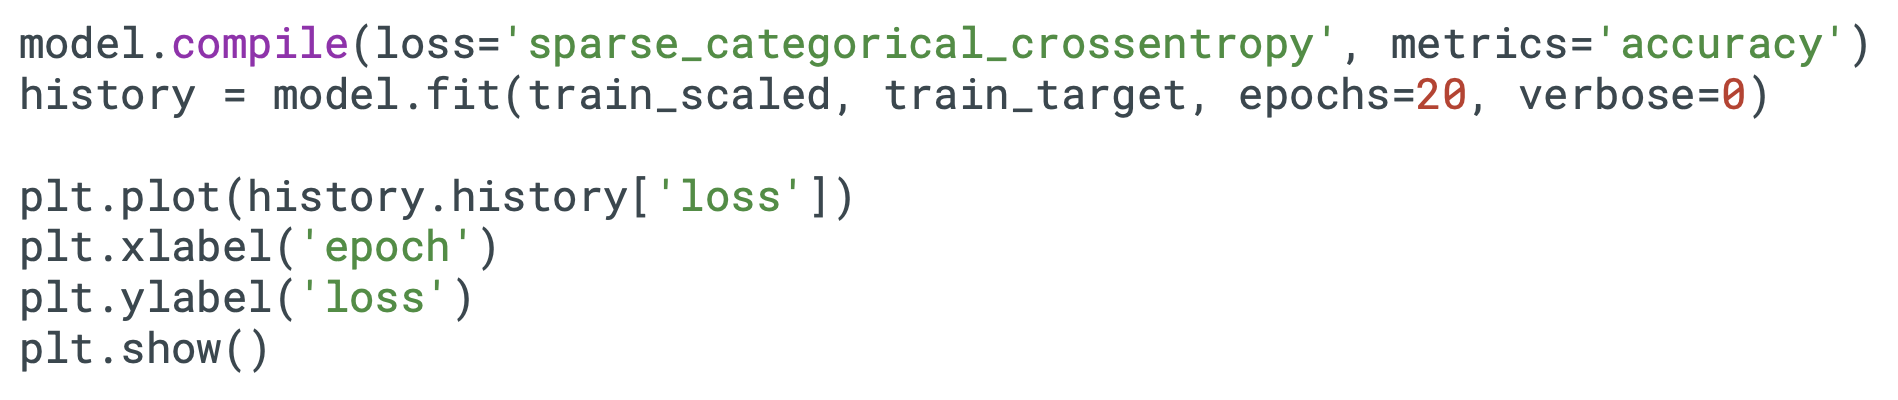 model.compile(loss='sparse_categorical_crossentropy', metrics='accuracy')
history = model.fit(train_scaled, train_target, epochs=20, verbose=0)
plt.plot(history.history['loss'])
plt.xlabel('epoch')
plt.ylabel('loss')
plt.show()